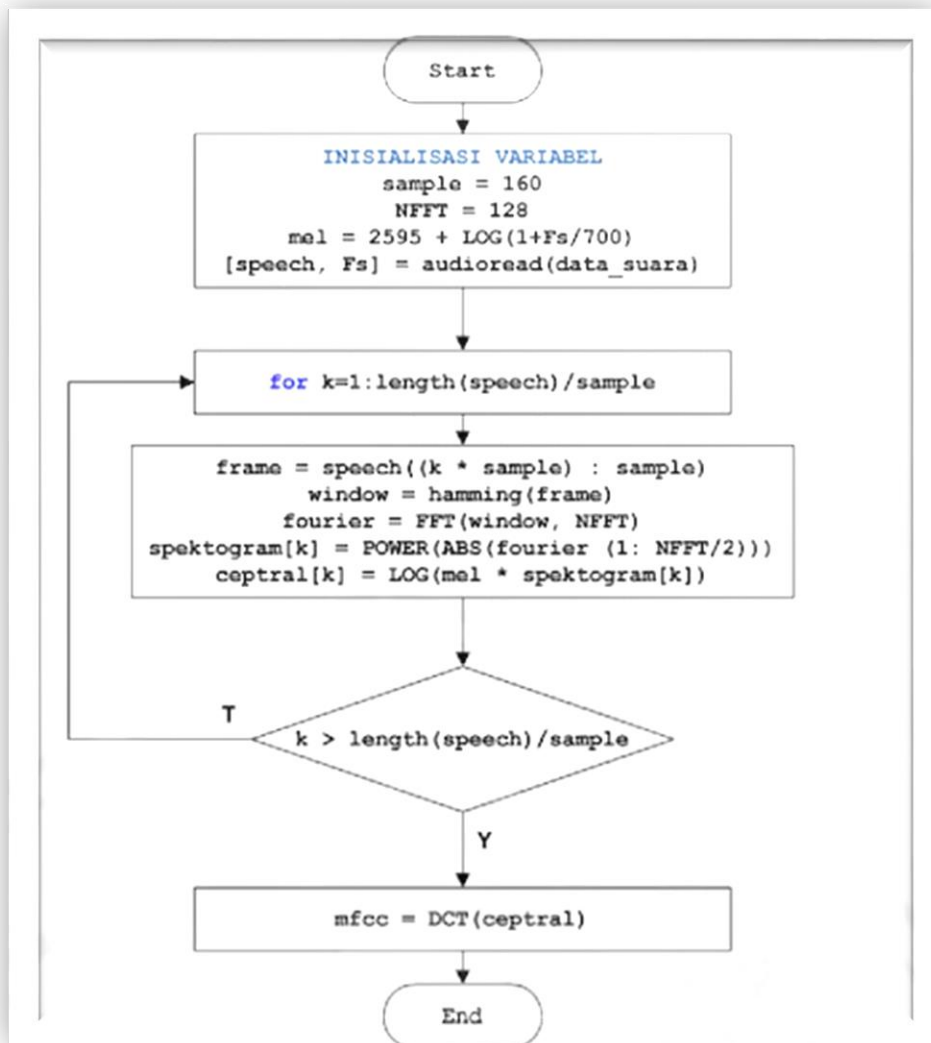 Start
INISIALISASI VARIABEL
sample = 160
NFFT = 128
mel = 2595 + LOG(1+Fs/700)
[speech, Fs] = audioread(data_suara)
for k=1:length(speech)/sample
frame = speech((k * sample) : sample)
window = hamming(frame)
fourier = FFT(window, NFFT)
spektogram[k] = POWER(ABS(fourier (1: NFFT/2)))
ceptral[k] = LOG(mel * spektogram[k])
T
k > length(speech)/sample
Y
mfcc = DCT(ceptral)
End